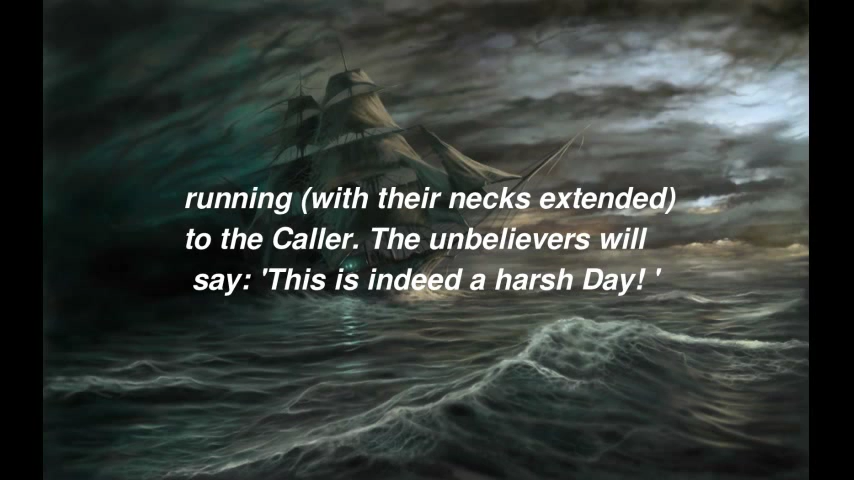 running (with their necks extended)
to the Caller. The unbelievers will
say: 'This is indeed a harsh Day! '